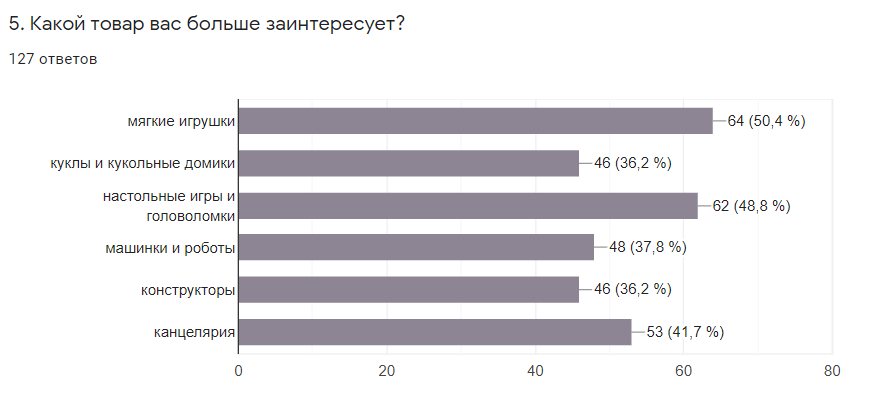 5. Какой товар вас больше заинтересует?
127 ответов
мягкие игрушки
64 (50,4 %)
куклы и кукольные домики
46 (36,2 %)
настольные игры и
головоломки
62 (48,8 %)
машинки и роботы
48 (37,8 %)
конструкторы
46 (36,2 %)
канцелярия
53 (41,7 %)
0 20 40 60 80